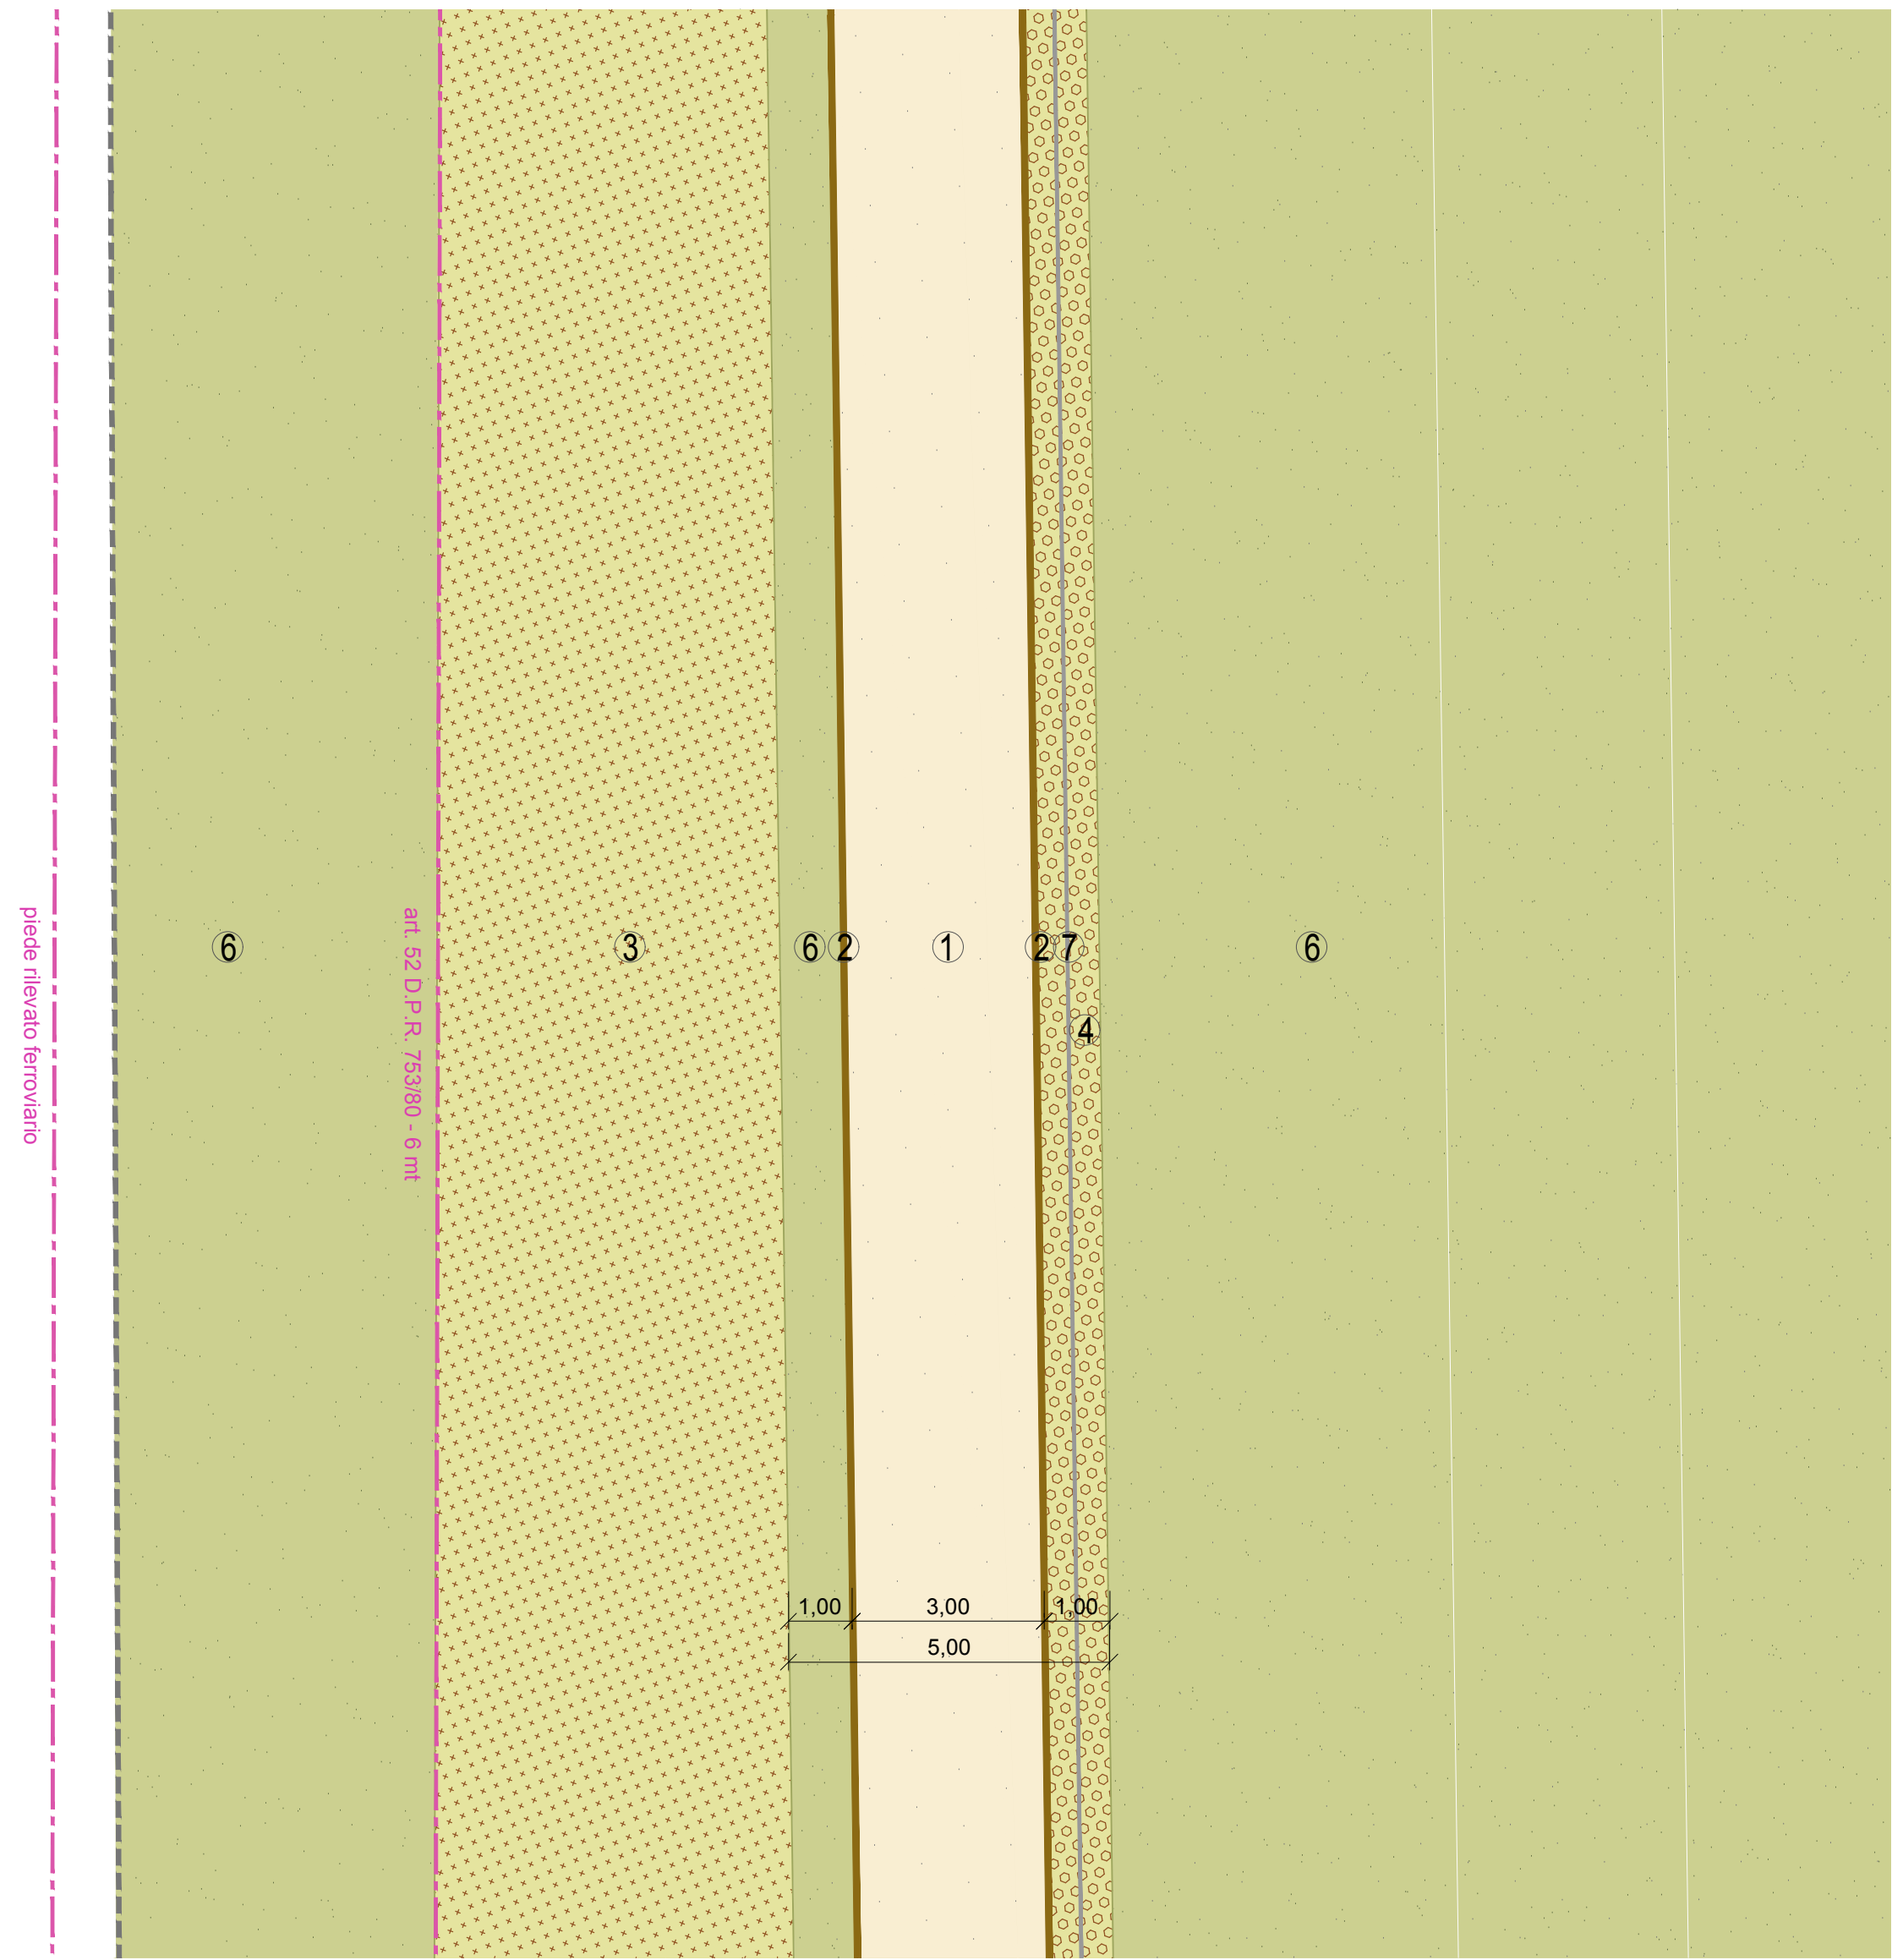 piede rilevato ferroviario
art. 52 D.P.R. 753/80 - 6 mt
6 3 6 2 1 2 7 6
4
1,00 3,00 1,00
5,00